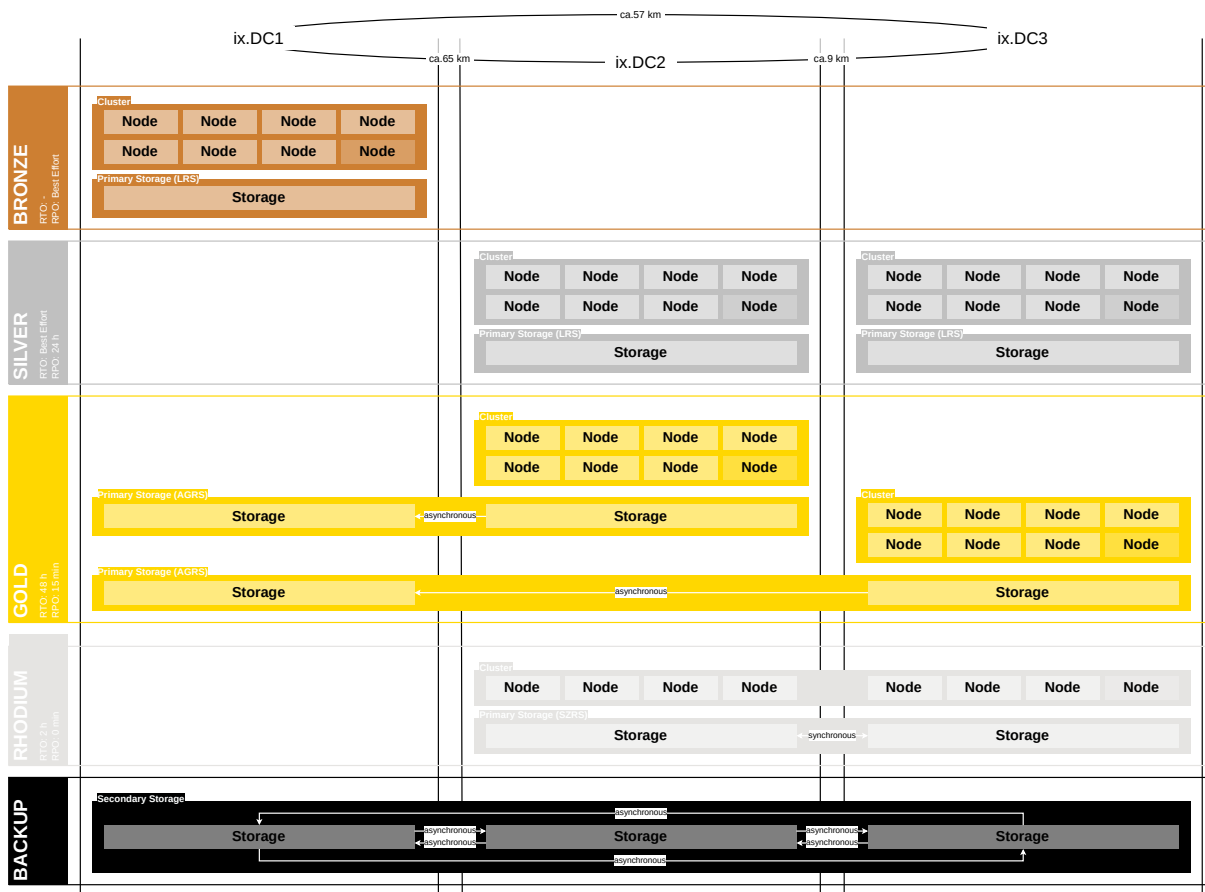 ca.57 km
ix.DC1
ix.DC3
ca.65 km
ix.DC2
ca.9 km
BRONZE
RTO: -
RPO: Best Effort
Cluster
Node Node Node Node
Node Node Node Node
Primary Storage (LRS)
Storage
SILVER
RTO: Best Effort
RPO: 24 h
Cluster
Node Node Node Node
Node Node Node Node
Primary Storage (LRS)
Storage
Cluster
Node Node Node Node
Node Node Node Node
Primary Storage (LRS)
Storage
GOLD
RTO: 48 h
RPO: 15 min
Cluster
Node Node Node Node
Node Node Node Node
Primary Storage (AGRS)
Storage asynchronous Storage
Cluster
Node Node Node Node
Node Node Node Node
Primary Storage (AGRS)
Storage asynchronous Storage
RHODIUM
RTO: 2 h
RPO: 0 min
Cluster
Node Node Node Node Node Node Node Node
Primary Storage (SZRS)
Storage synchronous Storage
BACKUP
Secondary Storage
asynchronous
Storage asynchronous Storage asynchronous Storage
asynchronous asynchronous
asynchronous